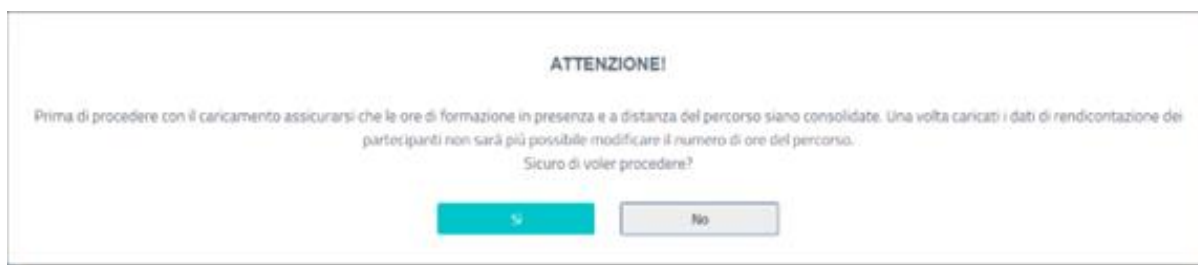 ATTENZIONE!
Prima di procedere con il caricamento assicurarsi che le ore di formazione in presenza e a distanza del percorso siano consolidate. Una volta caricati i dati di rendicontazione dei
partecipanti non sarà più possibile modificare il numero di ore del percorso.
Sicuro di voler procedere?
Sì
No